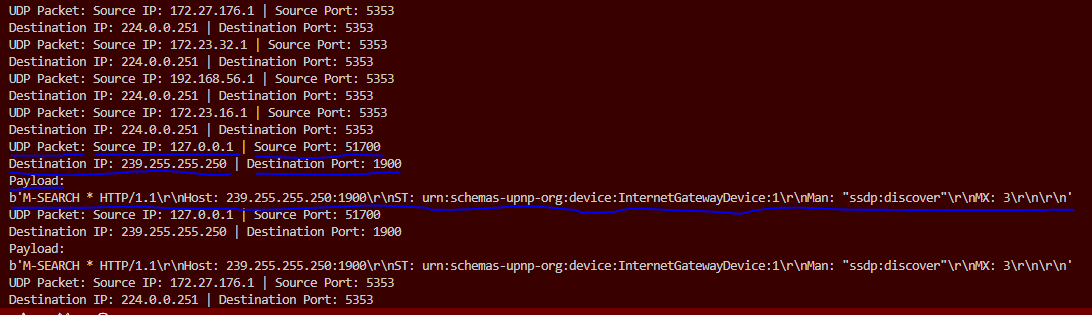 UDP Packet: Source IP: 172.27.176.1 | Source Port: 5353
Destination IP: 224.0.0.251 | Destination Port: 5353
UDP Packet: Source IP: 172.23.32.1 | Source Port: 5353
Destination IP: 224.0.0.251 | Destination Port: 5353
UDP Packet: Source IP: 192.168.56.1 | Source Port: 5353
Destination IP: 224.0.0.251 | Destination Port: 5353
UDP Packet: Source IP: 172.23.16.1 | Source Port: 5353
Destination IP: 224.0.0.251 | Destination Port: 5353
UDP Packet: Source IP: 127.0.0.1 | Source Port: 51700
Destination IP: 239.255.255.250 | Destination Port: 1900
Payload:
b'M-SEARCH * HTTP/1.1\r\nHost: 239.255.255.250:1900\r\nST: urn:schemas-upnp-org:device:InternetGatewayDevice:1\r\nMan: "ssdp:discover"\r\nMX: 3\r\n\r\n'
UDP Packet: Source IP: 127.0.0.1 | Source Port: 51700
Destination IP: 239.255.255.250 | Destination Port: 1900
Payload:
b'M-SEARCH * HTTP/1.1\r\nHost: 239.255.255.250:1900\r\nST: urn:schemas-upnp-org:device:InternetGatewayDevice:1\r\nMan: "ssdp:discover"\r\nMX: 3\r\n\r\n'
UDP Packet: Source IP: 172.27.176.1 | Source Port: 5353
Destination IP: 224.0.0.251 | Destination Port: 5353